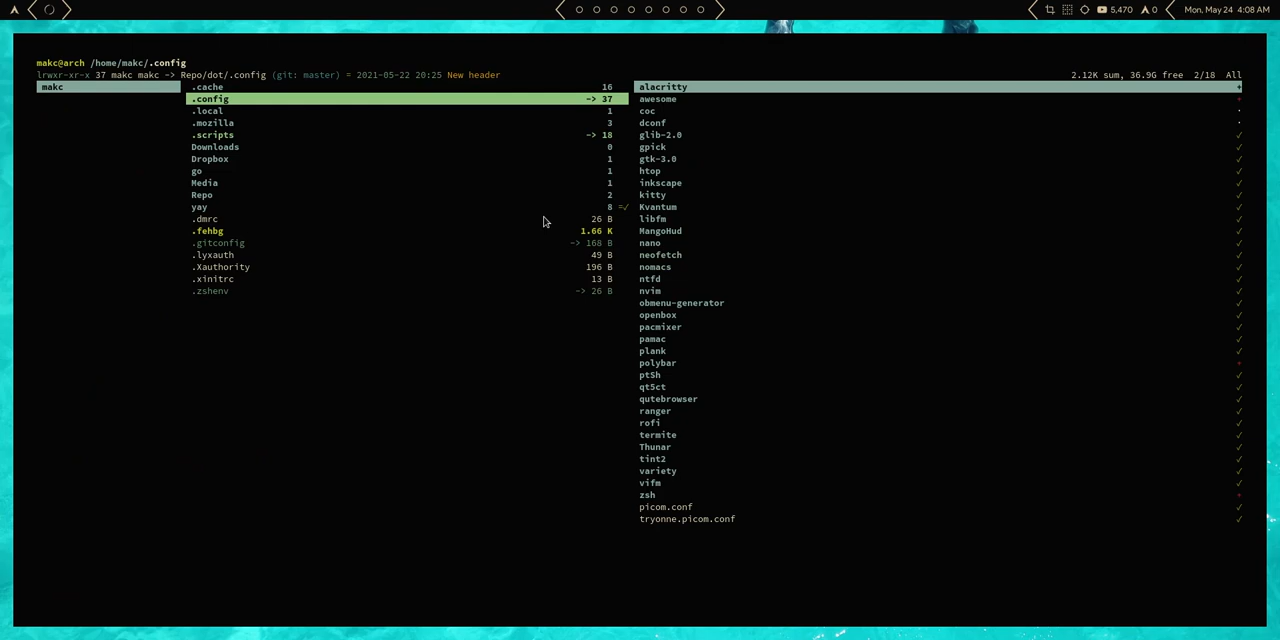 5,470 0 Mon, May 24 4:08 AM
makc@arch /home/makc/.config
lrwxr-xr-x 37 makc makc -> Repo/dot/.config (git: master) = 2021-05-22 20:25 New header 2.12K sum, 36.9G free 2/18 All
makc
.cache 16
.config -> 37
.local 1
.mozilla 3
.scripts -> 18
Downloads 0
Dropbox 1
go 1
Media 1
Repo 2
yay 8 =✓
.dmrc 26 B
.fehbg 1.66 K
.gitconfig -> 168 B
.lyxauth 49 B
.Xauthority 196 B
.xinitrc 13 B
.zshenv -> 26 B
alacritty +
awesome +
coc ·
dconf ·
glib-2.0 ✓
gpick ✓
gtk-3.0 ✓
htop ✓
inkscape ✓
kitty ✓
Kvantum ✓
libfm ✓
MangoHud ✓
nano ✓
neofetch ✓
nomacs ✓
ntfd ✓
nvim ✓
obmenu-generator ✓
openbox ✓
pacmixer ✓
pamac ✓
plank ✓
polybar +
ptSh ✓
qt5ct ✓
qutebrowser ✓
ranger ✓
rofi ✓
termite ✓
Thunar ✓
tint2 ✓
variety ✓
vifm ✓
zsh +
picom.conf ✓
tryonne.picom.conf ✓